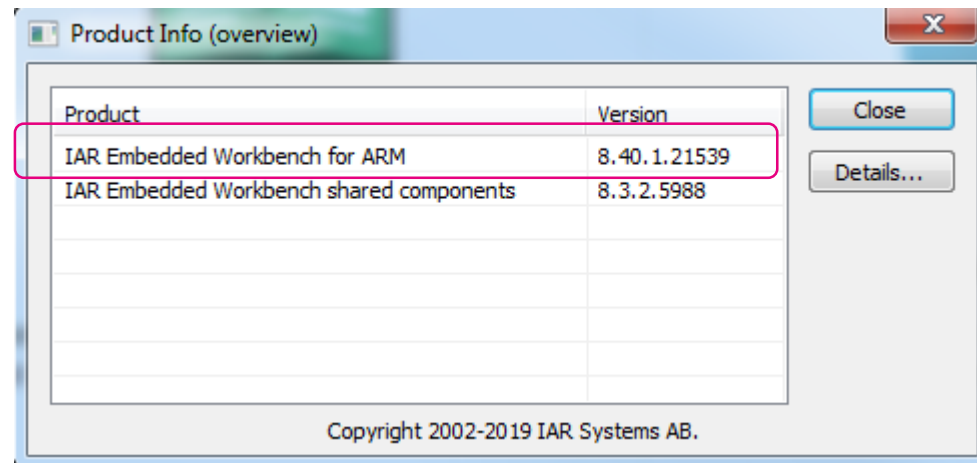 Product Info (overview)
Product Version
IAR Embedded Workbench for ARM 8.40.1.21539
IAR Embedded Workbench shared components 8.3.2.5988
Close
Details...
Copyright 2002-2019 IAR Systems AB.